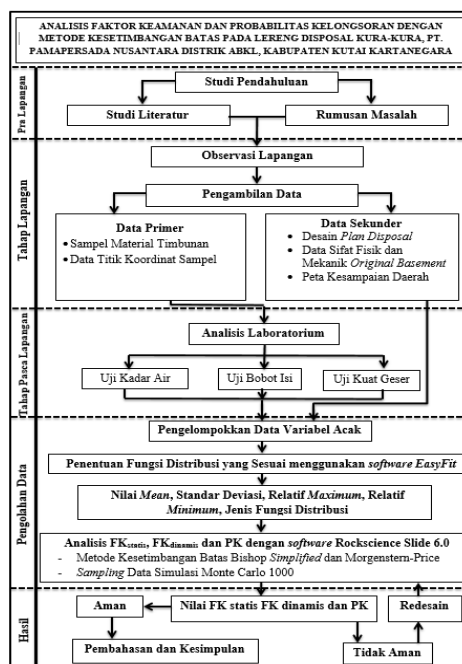 ANALISIS FAKTOR KEAMANAN DAN PROBABILITAS KELONGSORAN DENGAN
METODE KESETIMBANGAN BATAS PADA LERENG DISPOSAL KURA-KURA, PT.
PAMAPERSADA NUSANTARA DISTRIK ABKL, KABUPATEN KUTAI KARTANEGARA
Pra Lapangan
Studi Pendahuluan
Studi Literatur
Rumusan Masalah
Tahap Lapangan
Observasi Lapangan
Pengambilan Data
Data Primer
• Sampel Material Timbunan
• Data Titik Koordinat Sampel
Data Sekunder
• Desain Plan Disposal
• Data Sifat Fisik dan
Mekanik Original Basement
• Peta Kesampaian Daerah
Tahap Pasca Lapangan
Analisis Laboratorium
Uji Kadar Air
Uji Bobot Isi
Uji Kuat Geser
Pengolahan Data
Pengelompokkan Data Variabel Acak
Penentuan Fungsi Distribusi yang Sesuai menggunakan software EasyFit
Nilai Mean, Standar Deviasi, Relatif Maximum, Relatif
Minimum, Jenis Fungsi Distribusi
Analisis FKstatis, FKdinamis dan PK dengan software Rockscience Slide 6.0
- Metode Kesetimbangan Batas Bishop Simplified dan Morgenstern-Price
- Sampling Data Simulasi Monte Carlo 1000
Hasil
Aman
Nilai FK statis FK dinamis dan PK
Redesain
Pembahasan dan Kesimpulan
Tidak Aman